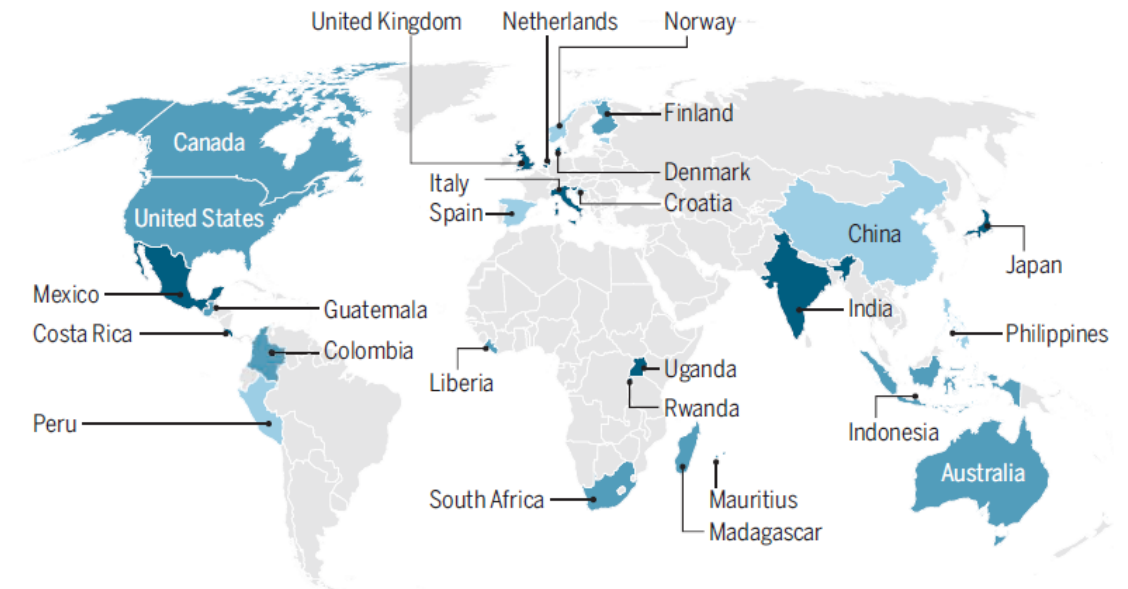 United Kingdom
Netherlands
Norway
Canada
Finland
Denmark
Italy
Croatia
Spain
United States
China
Japan
Mexico
Guatemala
India
Costa Rica
Philippines
Colombia
Liberia
Uganda
Rwanda
Peru
Indonesia
Australia
South Africa
Mauritius
Madagascar